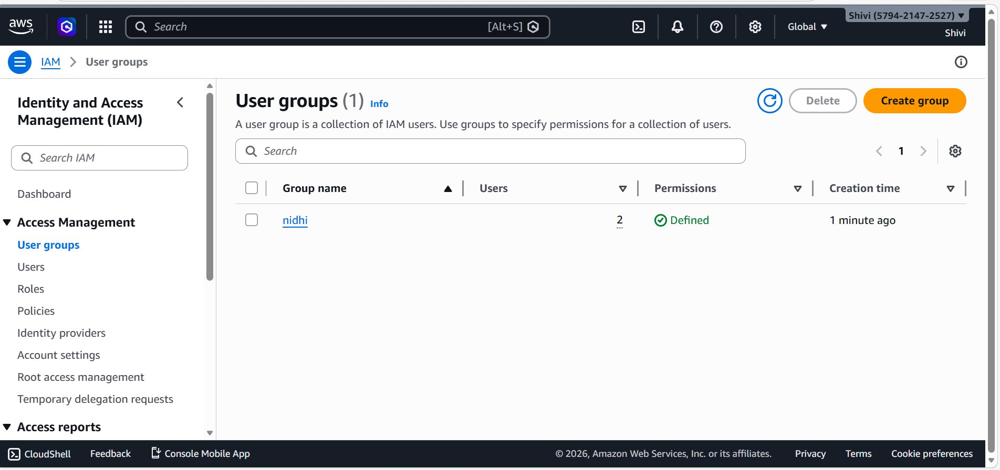 aws
Search [Alt+S]
Global
Shivi (5794-2147-2527)
Shivi
IAM User groups
Identity and Access
Management (IAM)
Search IAM
Dashboard
Access Management
User groups
Users
Roles
Policies
Identity providers
Account settings
Root access management
Temporary delegation requests
Access reports
User groups (1) Info
Delete
Create group
A user group is a collection of IAM users. Use groups to specify permissions for a collection of users.
Search
1
Group name Users Permissions Creation time
nidhi 2 Defined 1 minute ago
CloudShell Feedback Console Mobile App © 2026, Amazon Web Services, Inc. or its affiliates. Privacy Terms Cookie preferences